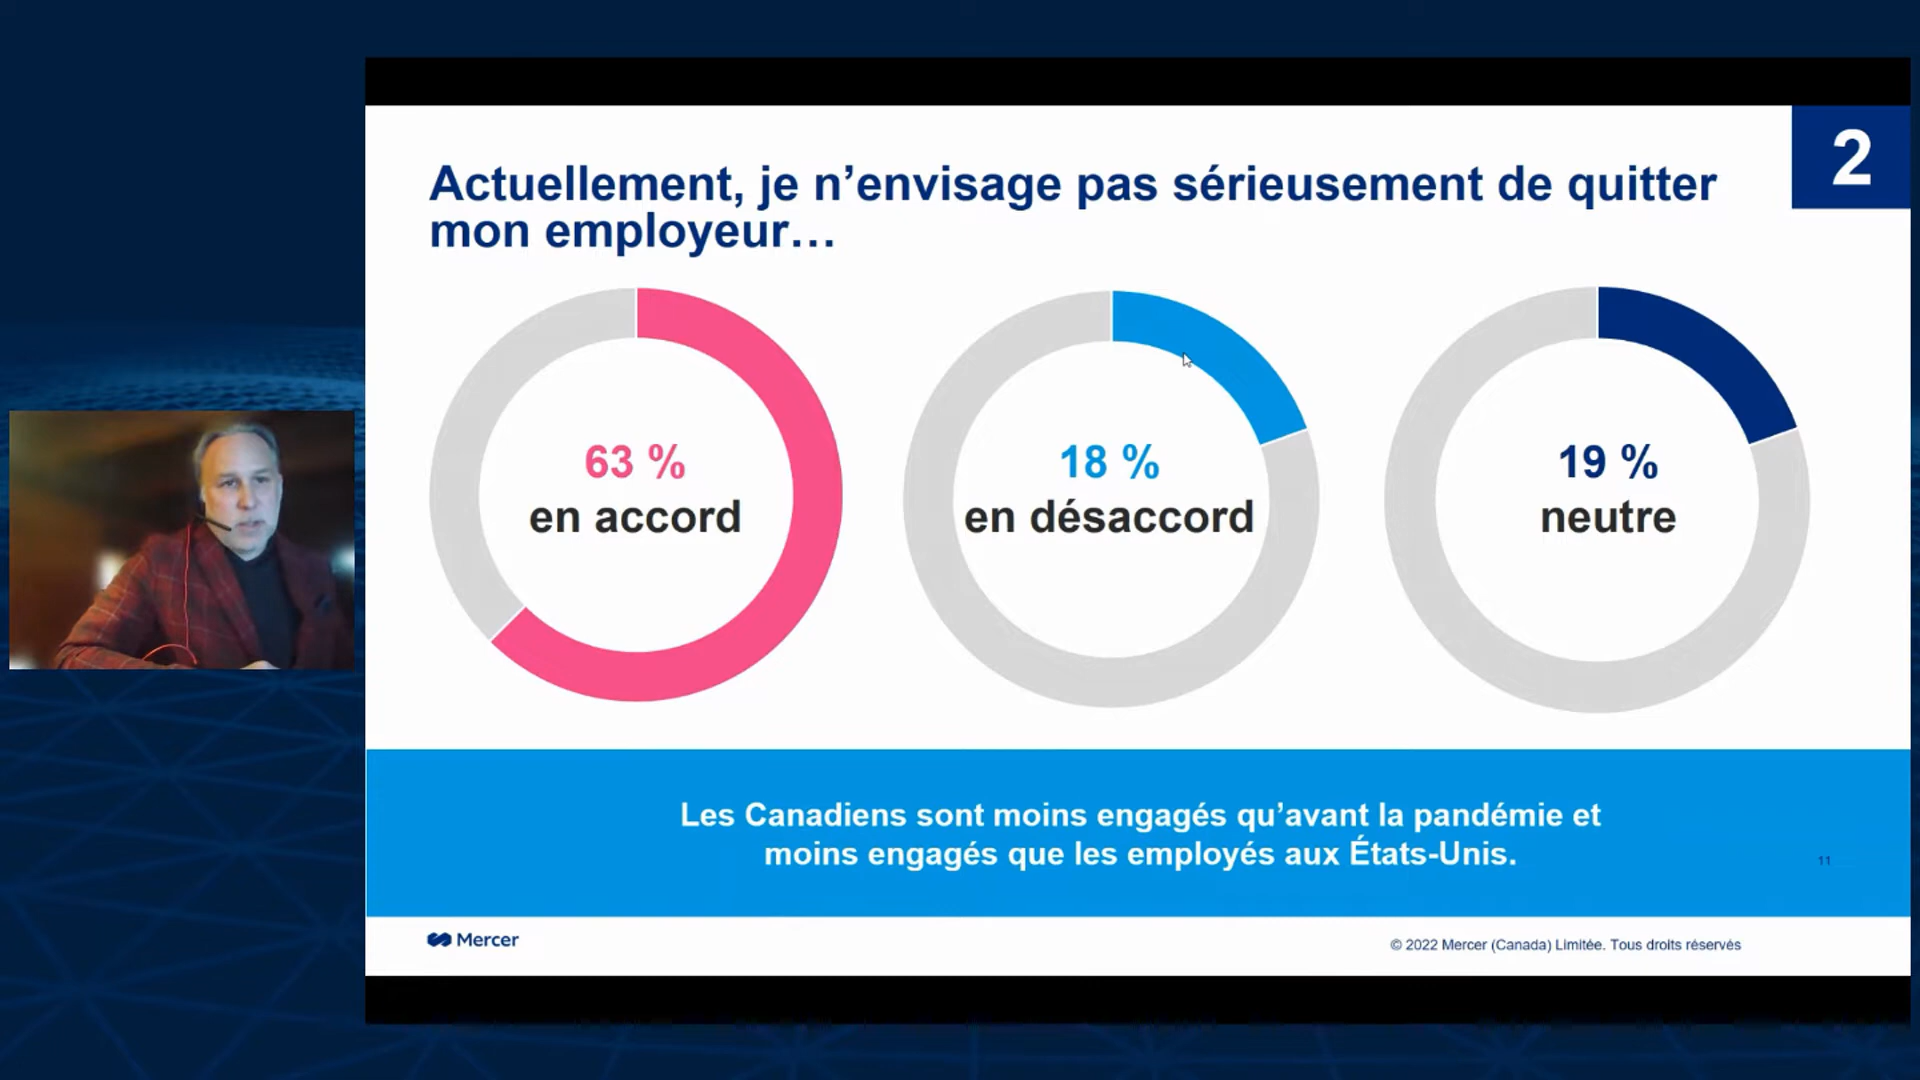 2
Actuellement, je n’envisage pas sérieusement de quitter
mon employeur…
63 %
en accord
18 %
en désaccord
19 %
neutre
Les Canadiens sont moins engagés qu’avant la pandémie et
moins engagés que les employés aux États-Unis.
11
Mercer
© 2022 Mercer (Canada) Limitée. Tous droits réservés